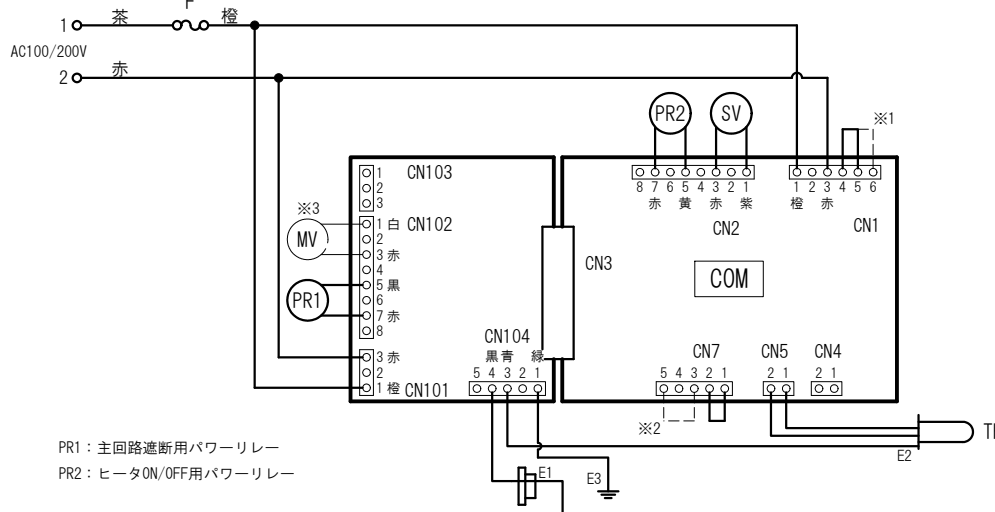 F
1 茶 橙
AC100/200V
2 赤
PR2 SV
※1
8 7 6 5 4 3 2 1
赤 黄 赤 紫
CN2
1 2 3 4 5 6
橙 赤
CN1
1 CN103
2
3
※3
MV
1 白 CN102
2
3 赤
4
PR1
5 黒
6
7 赤
8
CN3
COM
CN104
黒 青 緑
5 4 3 2 1
3 赤
2
1 橙 CN101
CN7
5 4 3 2 1
CN5
2 1
CN4
2 1
※2
E2
E1
E3
PR1：主回路遮断用パワーリレー
PR2：ヒータON/OFF用パワーリレー